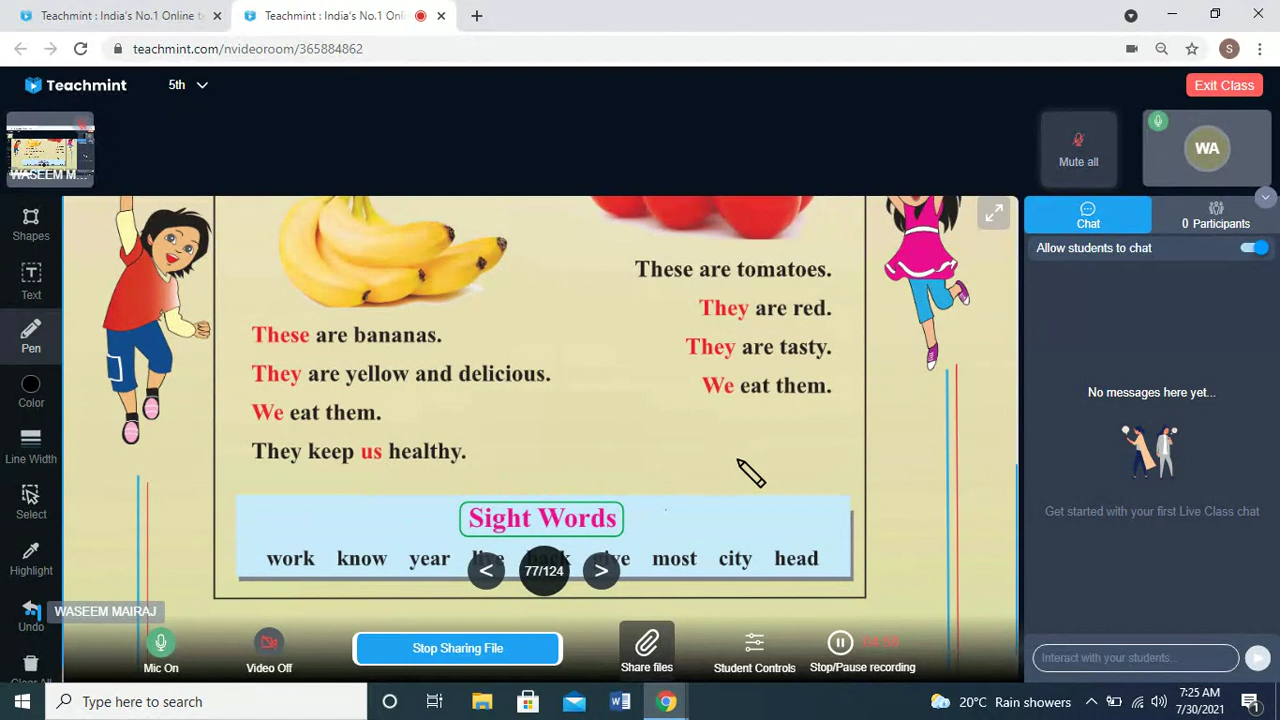 Teachmint : India's No.1 Online t
Teachmint : India's No.1 Onli
teachmint.com/nvideoroom/365884862
S
Teachmint
5th
Exit Class
WASEEM M...
Mute all
WA
Shapes
Text
Pen
Color
Line Width
Select
Highlight
Undo
Chat
0 Participants
Allow students to chat
These are tomatoes.
They are red.
They are tasty.
We eat them.
These are bananas.
They are yellow and delicious.
We eat them.
They keep us healthy.
Sight Words
work know year live back give most city head
< 77/124 >
No messages here yet...
Get started with your first Live Class chat
WASEEM MAIRAJ
Mic On
Video Off
Stop Sharing File
Share files
Student Controls
Stop/Pause recording
Interact with your students...
Type here to search
20°C Rain showers
7:25 AM
7/30/2021
1